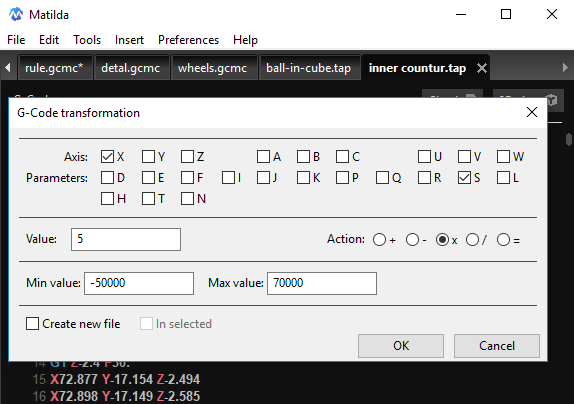 Matilda
File Edit Tools Insert Preferences Help
rule.gcmc* detal.gcmc wheels.gcmc ball-in-cube.tap inner countur.tap
G-Code transformation
Axis: X Y Z A B C U V W
Parameters: D E F I J K P Q R S L
H T N
Value: 5 Action: + - x / =
Min value: -50000 Max value: 70000
Create new file In selected
OK Cancel
14 G1 Z-2.4 F30.
15 X72.877 Y-17.154 Z-2.494
16 X72.898 Y-17.149 Z-2.585